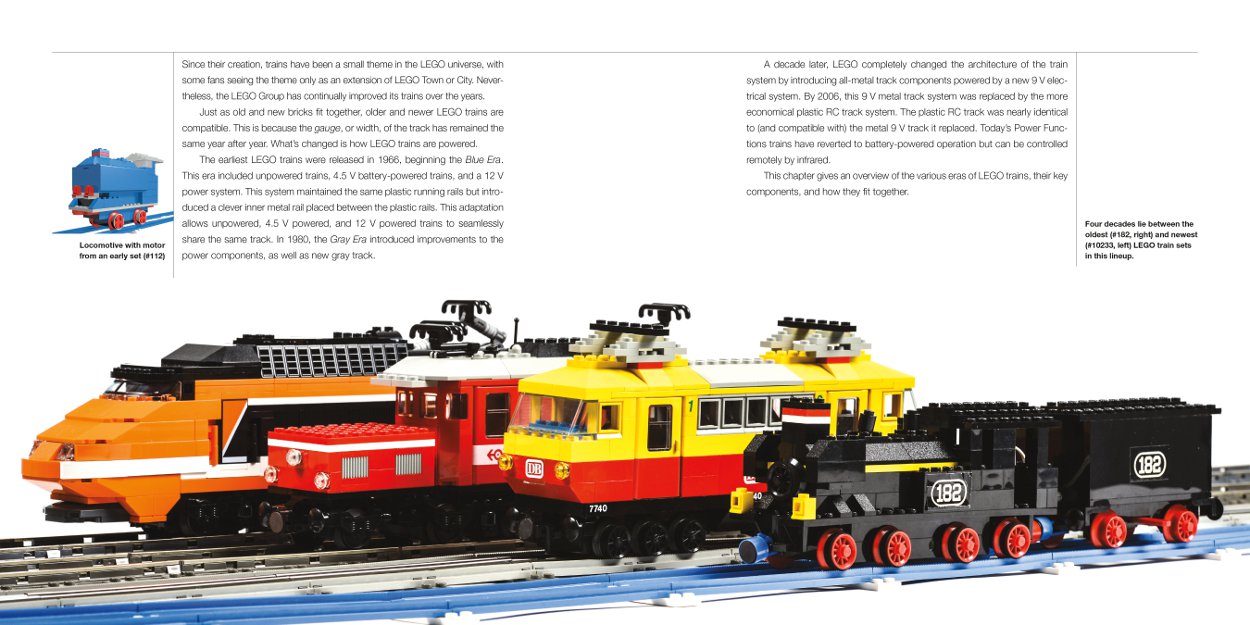 Since their creation, trains have been a small theme in the LEGO universe, with
some fans seeing the theme only as an extension of LEGO Town or City. Never-
theless, the LEGO Group has continually improved its trains over the years.
Just as old and new bricks fit together, older and newer LEGO trains are
compatible. This is because the gauge, or width, of the track has remained the
same year after year. What's changed is how LEGO trains are powered.
The earliest LEGO trains were released in 1966, beginning the Blue Era.
This era included unpowered trains, 4.5 V battery-powered trains, and a 12 V
power system. This system maintained the same plastic running rails but intro-
duced a clever inner metal rail placed between the plastic rails. This adaptation
allows unpowered, 4.5 V powered, and 12 V powered trains to seamlessly
share the same track. In 1980, the Gray Era introduced improvements to the
power components, as well as new gray track.
Locomotive with motor
from an early set (#112)
A decade later, LEGO completely changed the architecture of the train
system by introducing all-metal track components powered by a new 9 V elec-
trical system. By 2006, this 9 V metal track system was replaced by the more
economical plastic RC track system. The plastic RC track was nearly identical
to (and compatible with) the metal 9 V track it replaced. Today's Power Func-
tions trains have reverted to battery-powered operation but can be controlled
remotely by infrared.
This chapter gives an overview of the various eras of LEGO trains, their key
components, and how they fit together.
Four decades lie between the
oldest (#182, right) and newest
(#10233, left) LEGO train sets
in this lineup.
1
DB
7740
40
182
182